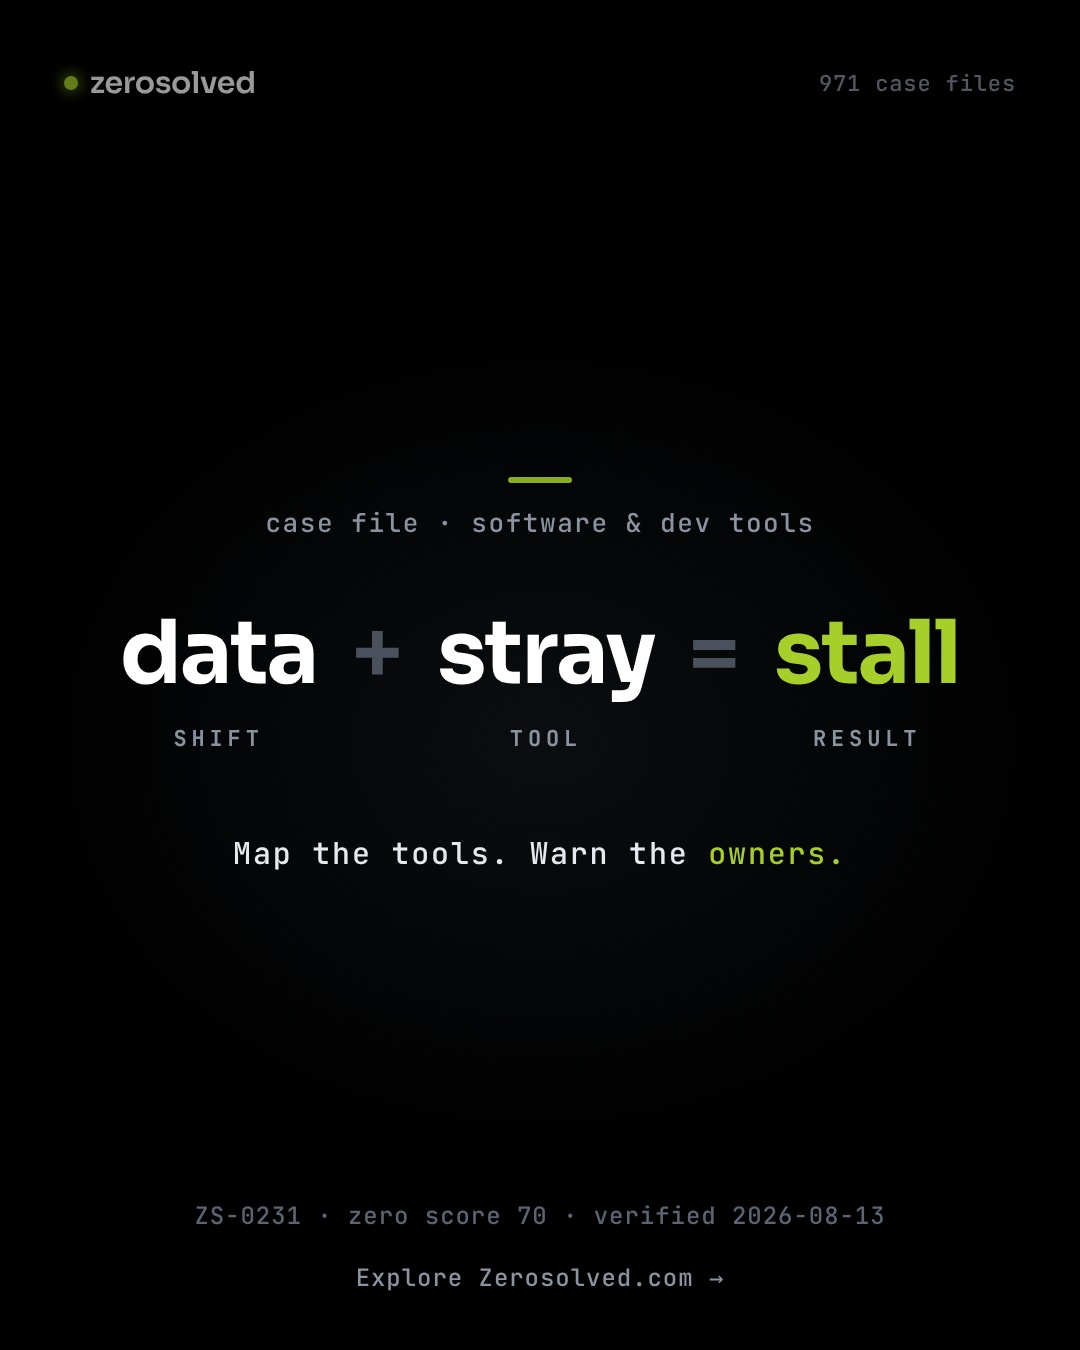 zerosolved
971 case files
case file · software & dev tools
data + stray = stall
SHIFT TOOL RESULT
Map the tools. Warn the owners.
ZS-0231 · zero score 70 · verified 2026-08-13
Explore Zerosolved.com →